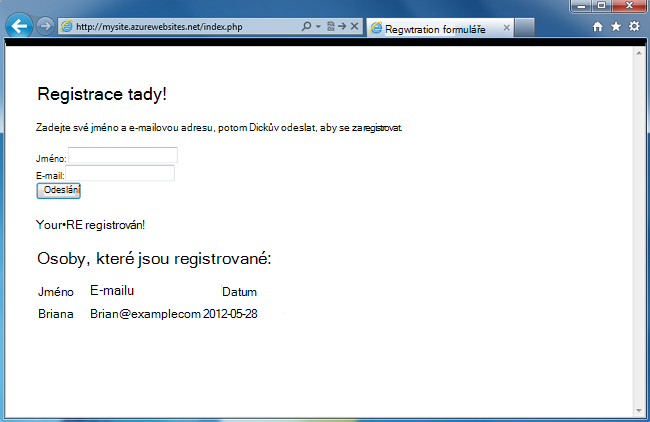 http://mysite.azurewebsites.net/index.php
Regwtration formuláře
Registrace tady!
Zadejte své jméno a e-mailovou adresu, potom Dickův odeslat, aby se zaregistrovat.
Jméno:
E-mail:
Odeslání
Your•RE registrován!
Osoby, které jsou registrované:
Jméno E-mailu Datum
Briana Brian@examplecom 2012-05-28